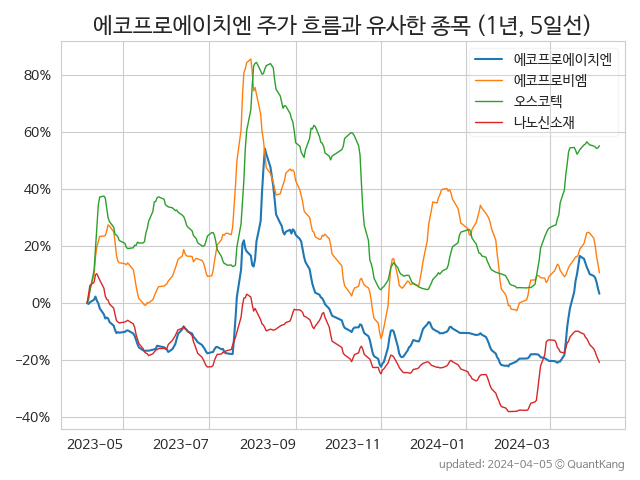 에코프로에이치엔 주가 흐름과 유사한 종목 (1년, 5일선)
에코프로에이치엔
에코프로비엠
오스코텍
나노신소재
80%
60%
40%
20%
0%
−20%
−40%
2023-05
2023-07
2023-09
2023-11
2024-01
2024-03
updated: 2024-04-05 © QuantKang